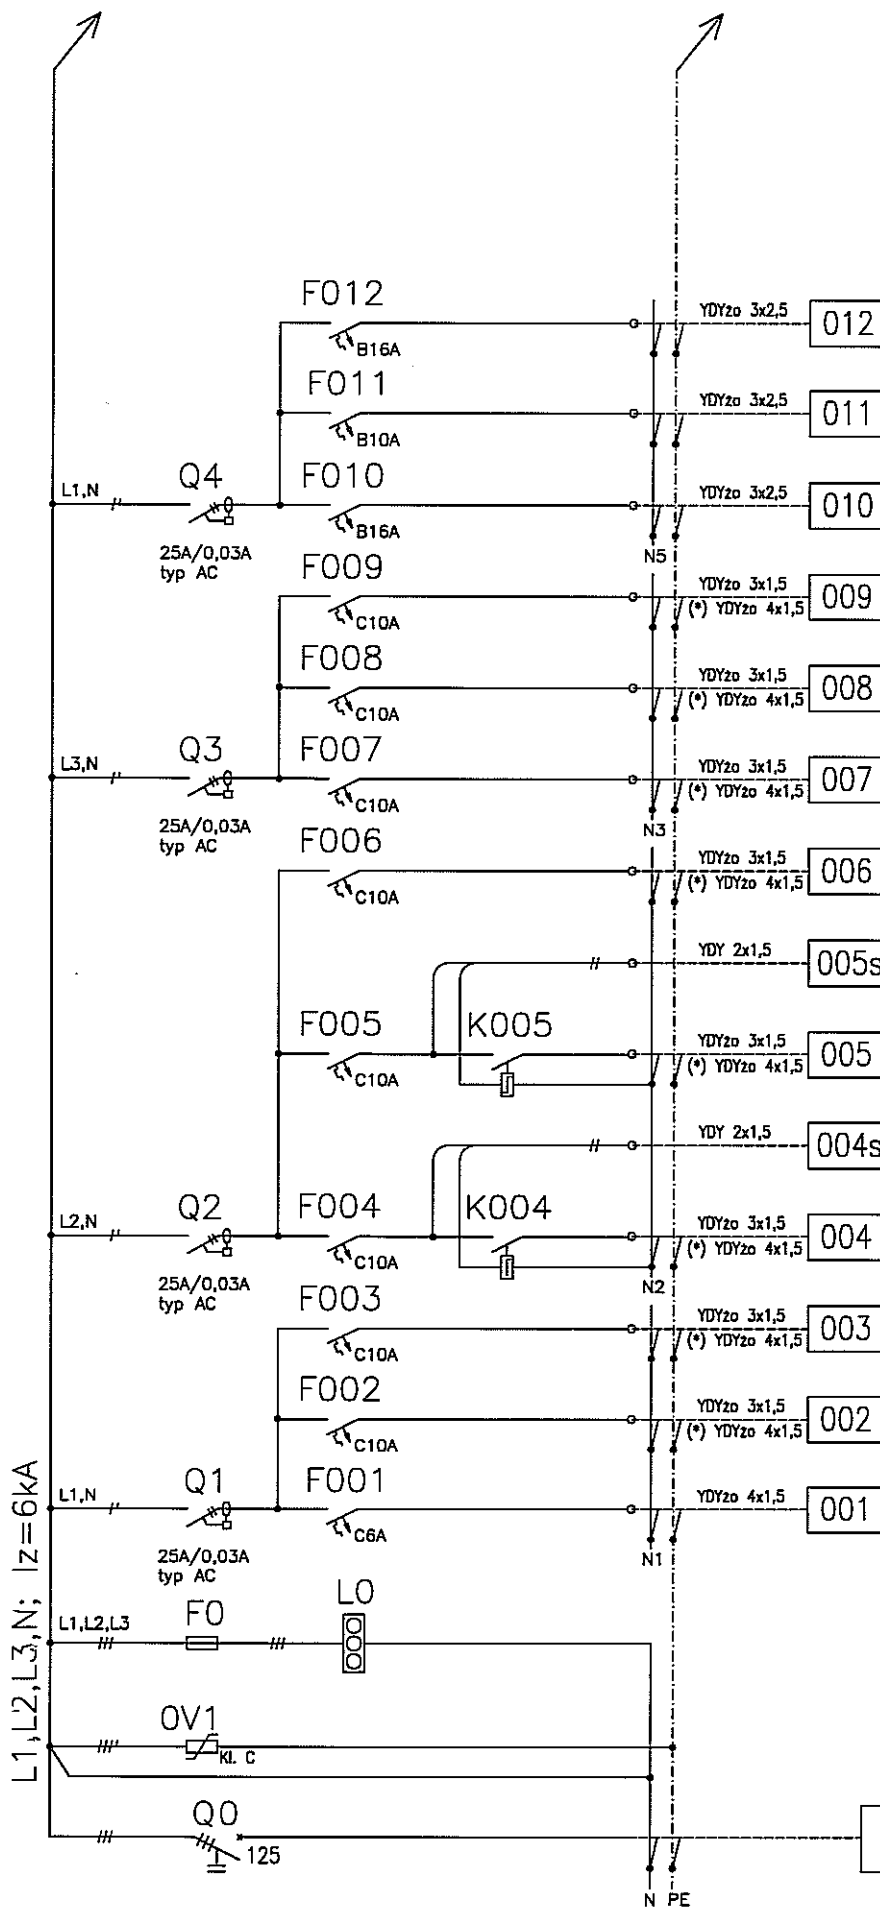 F012
YDYżo 3x2,5
012
B16A
F011
YDYżo 3x2,5
011
B10A
L1,N
Q4
F010
YDYżo 3x2,5
010
B16A
25A/0,03A
typ AC
N5
F009
YDYżo 3x1,5
(*) YDYżo 4x1,5
009
C10A
F008
YDYżo 3x1,5
(*) YDYżo 4x1,5
008
C10A
L3,N
Q3
F007
YDYżo 3x1,5
(*) YDYżo 4x1,5
007
C10A
25A/0,03A
typ AC
N3
F006
YDYżo 3x1,5
(*) YDYżo 4x1,5
006
C10A
YDY 2x1,5
005s
F005
K005
YDYżo 3x1,5
(*) YDYżo 4x1,5
005
C10A
YDY 2x1,5
004s
L2,N
Q2
F004
K004
YDYżo 3x1,5
(*) YDYżo 4x1,5
004
C10A
25A/0,03A
typ AC
N2
F003
YDYżo 3x1,5
(*) YDYżo 4x1,5
003
C10A
F002
YDYżo 3x1,5
(*) YDYżo 4x1,5
002
C10A
L1,N
Q1
F001
YDYżo 4x1,5
001
C6A
25A/0,03A
typ AC
N1
L1,L2,L3,N; Iz=6kA
L1,L2,L3
F0
L0
OV1
Kl. C
Q0
125
N
PE